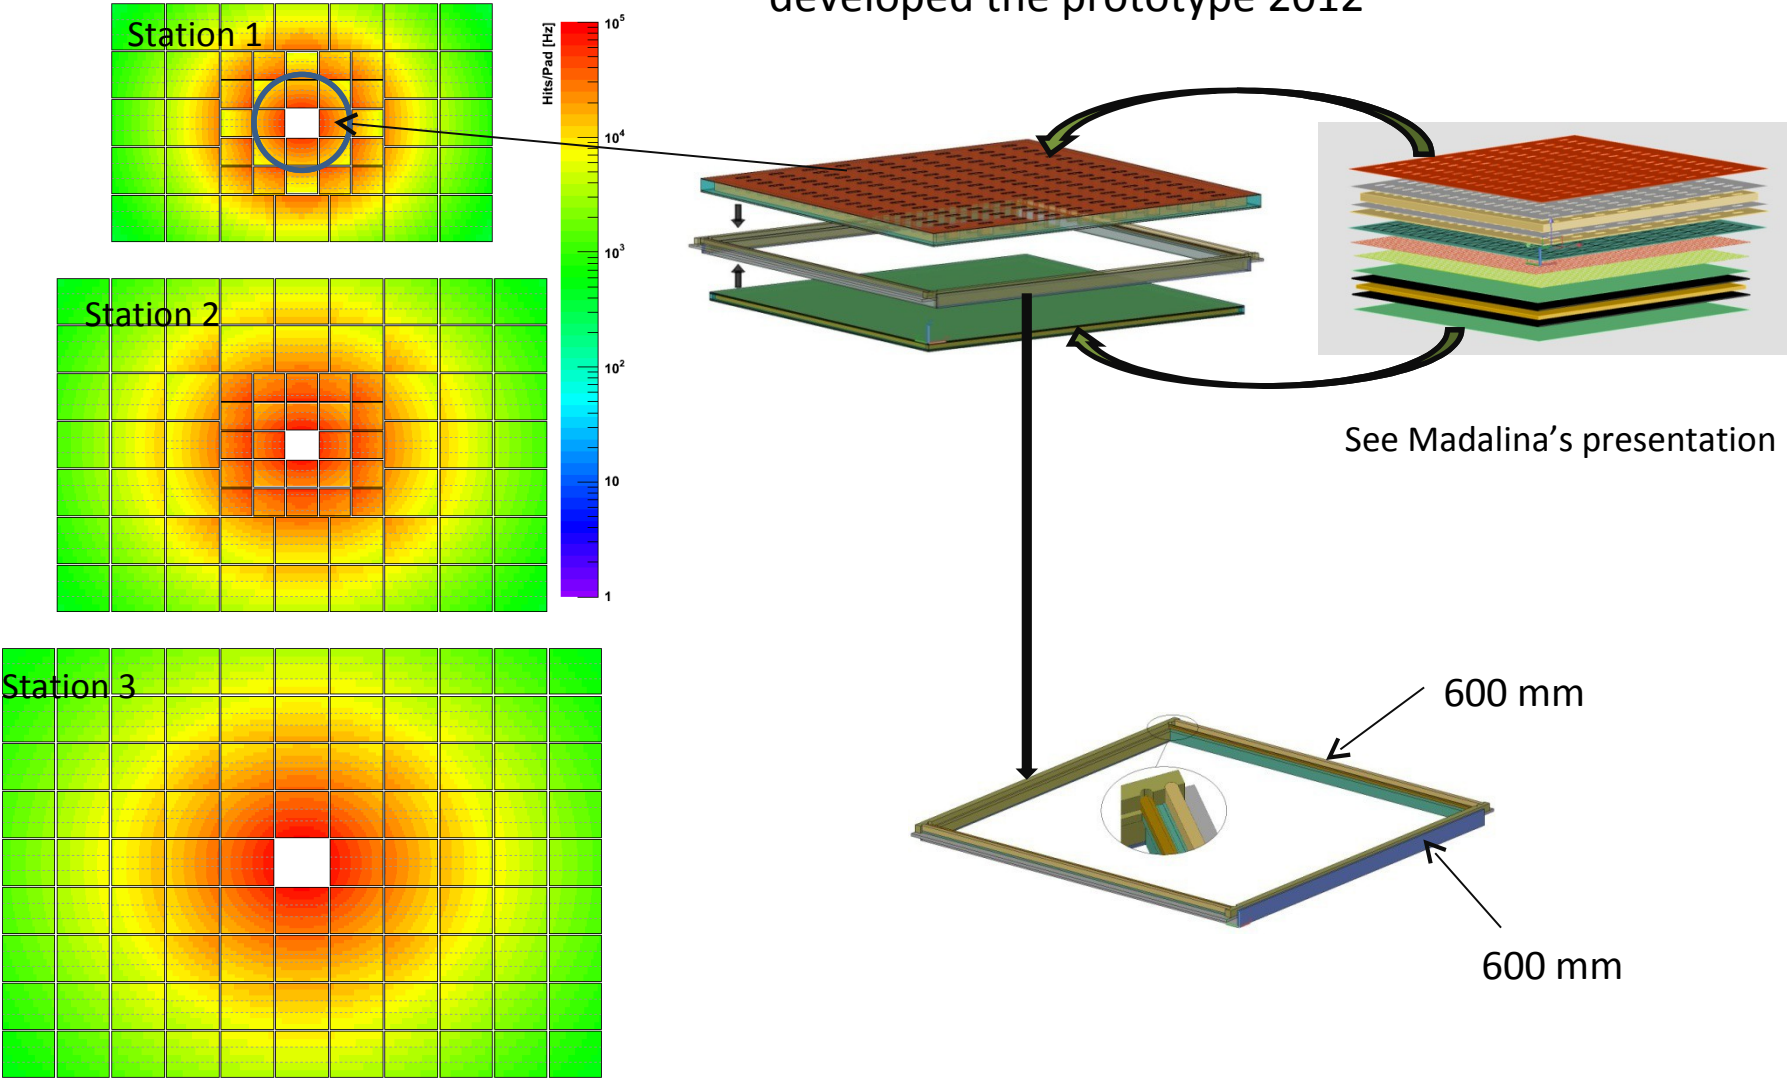 developed the prototype 2012
Station 1
Hits/Pad [Hz]
10⁵
10⁴
10³
10²
10
1
Station 2
See Madalina’s presentation
Station 3
600 mm
600 mm